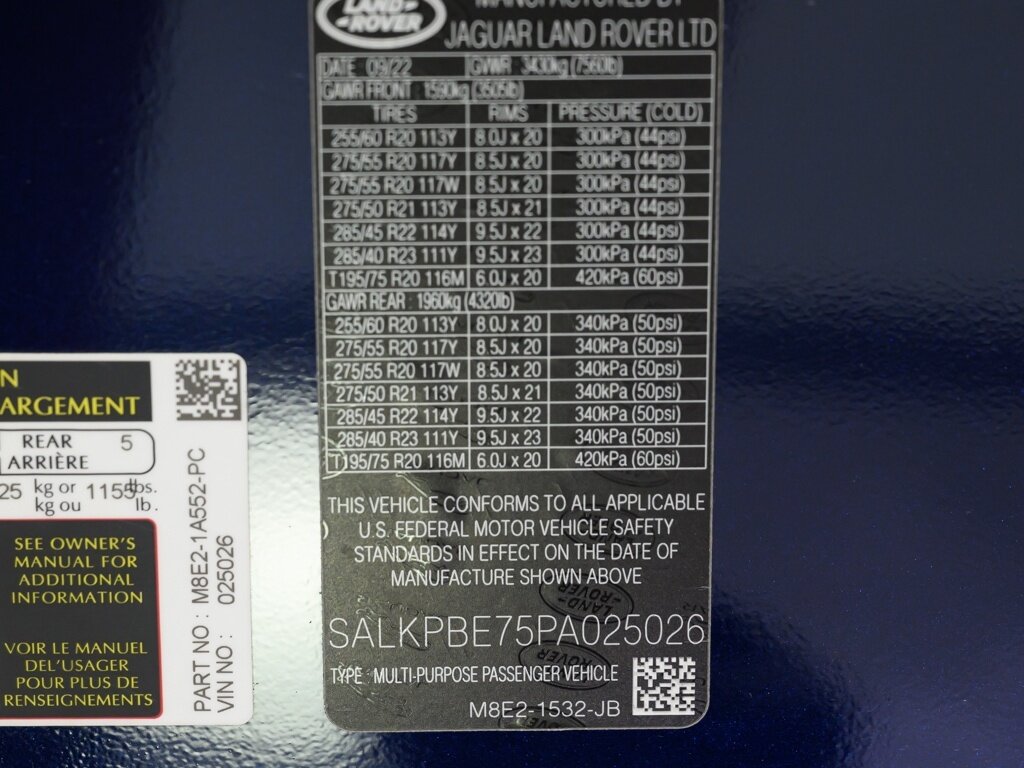 LAND-
-ROVER
MANUFACTURED BY
JAGUAR LAND ROVER LTD
DATE : 09/22 GVWR : 3430kg (7560lb)
GAWR FRONT : 1590kg (3505lb)
TIRES RIMS PRESSURE (COLD)
255/60 R20 113Y 8.0J x 20 300kPa (44psi)
275/55 R20 117Y 8.5J x 20 300kPa (44psi)
275/55 R20 117W 8.5J x 20 300kPa (44psi)
275/50 R21 113Y 8.5J x 21 300kPa (44psi)
285/45 R22 114Y 9.5J x 22 300kPa (44psi)
285/40 R23 111Y 9.5J x 23 300kPa (44psi)
T195/75 R20 116M 6.0J x 20 420kPa (60psi)
GAWR REAR : 1960kg (4320lb)
255/60 R20 113Y 8.0J x 20 340kPa (50psi)
275/55 R20 117Y 8.5J x 20 340kPa (50psi)
275/55 R20 117W 8.5J x 20 340kPa (50psi)
275/50 R21 113Y 8.5J x 21 340kPa (50psi)
285/45 R22 114Y 9.5J x 22 340kPa (50psi)
285/40 R23 111Y 9.5J x 23 340kPa (50psi)
T195/75 R20 116M 6.0J x 20 420kPa (60psi)
THIS VEHICLE CONFORMS TO ALL APPLICABLE
U.S. FEDERAL MOTOR VEHICLE SAFETY
STANDARDS IN EFFECT ON THE DATE OF
MANUFACTURE SHOWN ABOVE
SALKPBE75PA025026
TYPE : MULTI-PURPOSE PASSENGER VEHICLE
M8E2-1532-JB
N
ARGEMENT
REAR 5
ARRIÈRE
25 kg or 1155 lbs.
kg ou lb.
SEE OWNER'S
MANUAL FOR
ADDITIONAL
INFORMATION
VOIR LE MANUEL
DEL'USAGER
POUR PLUS DE
RENSEIGNEMENTS
PART NO : M8E2-1A552-PC
VIN NO : 025026